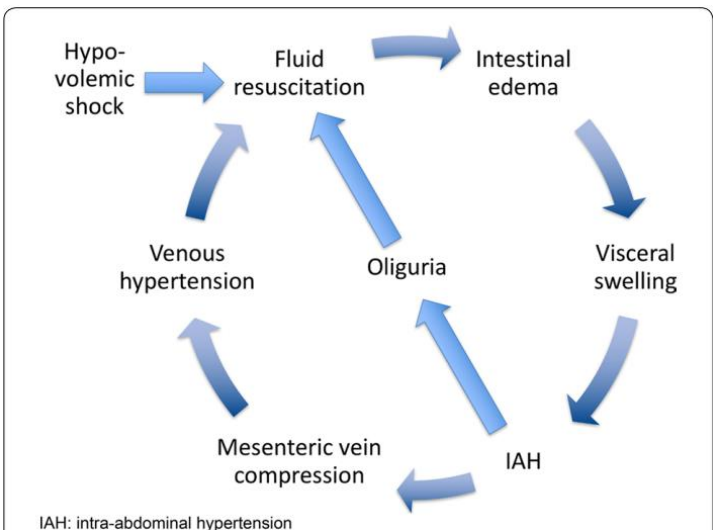 Hypo-
volemic
shock
Fluid
resuscitation
Intestinal
edema
Visceral
swelling
IAH
Mesenteric vein
compression
Venous
hypertension
Oliguria
IAH: intra-abdominal hypertension